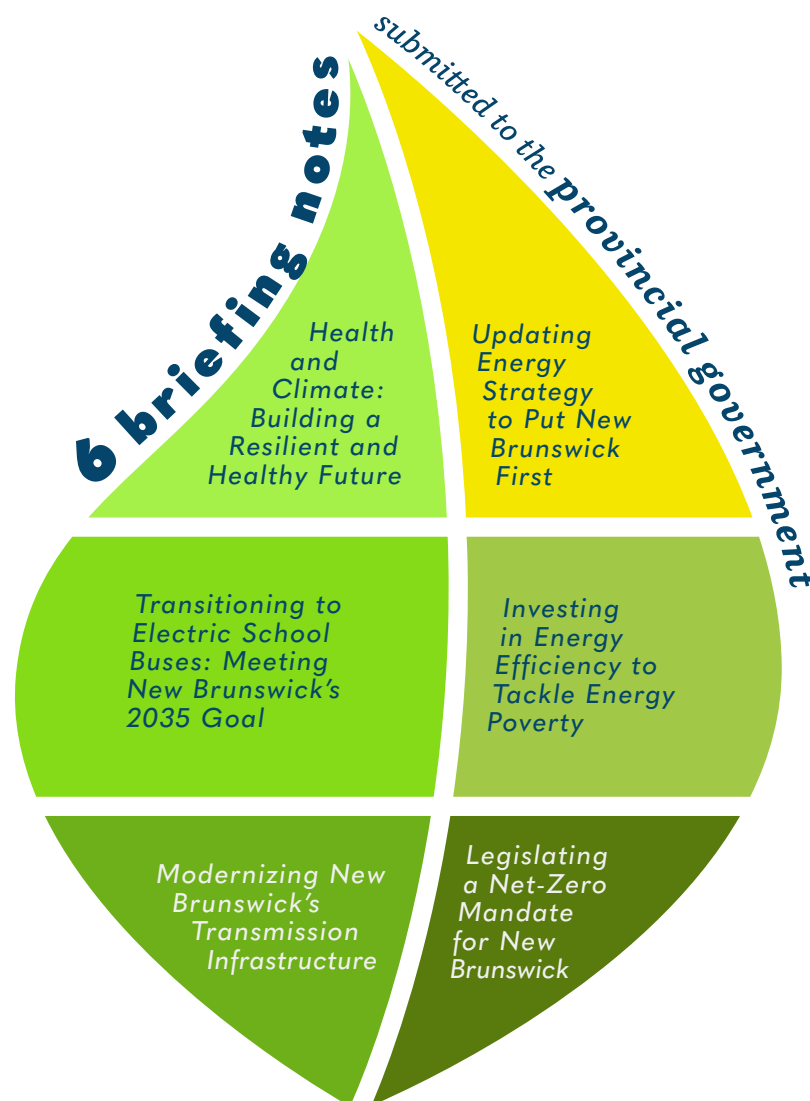 6 briefing notes
submitted to the provincial government
Health
and
Climate:
Building a
Resilient and
Healthy Future
Updating
Energy
Strategy
to Put New
Brunswick
First
Transitioning to
Electric School
Buses: Meeting
New Brunswick's
2035 Goal
Investing
in Energy
Efficiency to
Tackle Energy
Poverty
Modernizing New
Brunswick's
Transmission
Infrastructure
Legislating
a Net-Zero
Mandate
for New
Brunswick